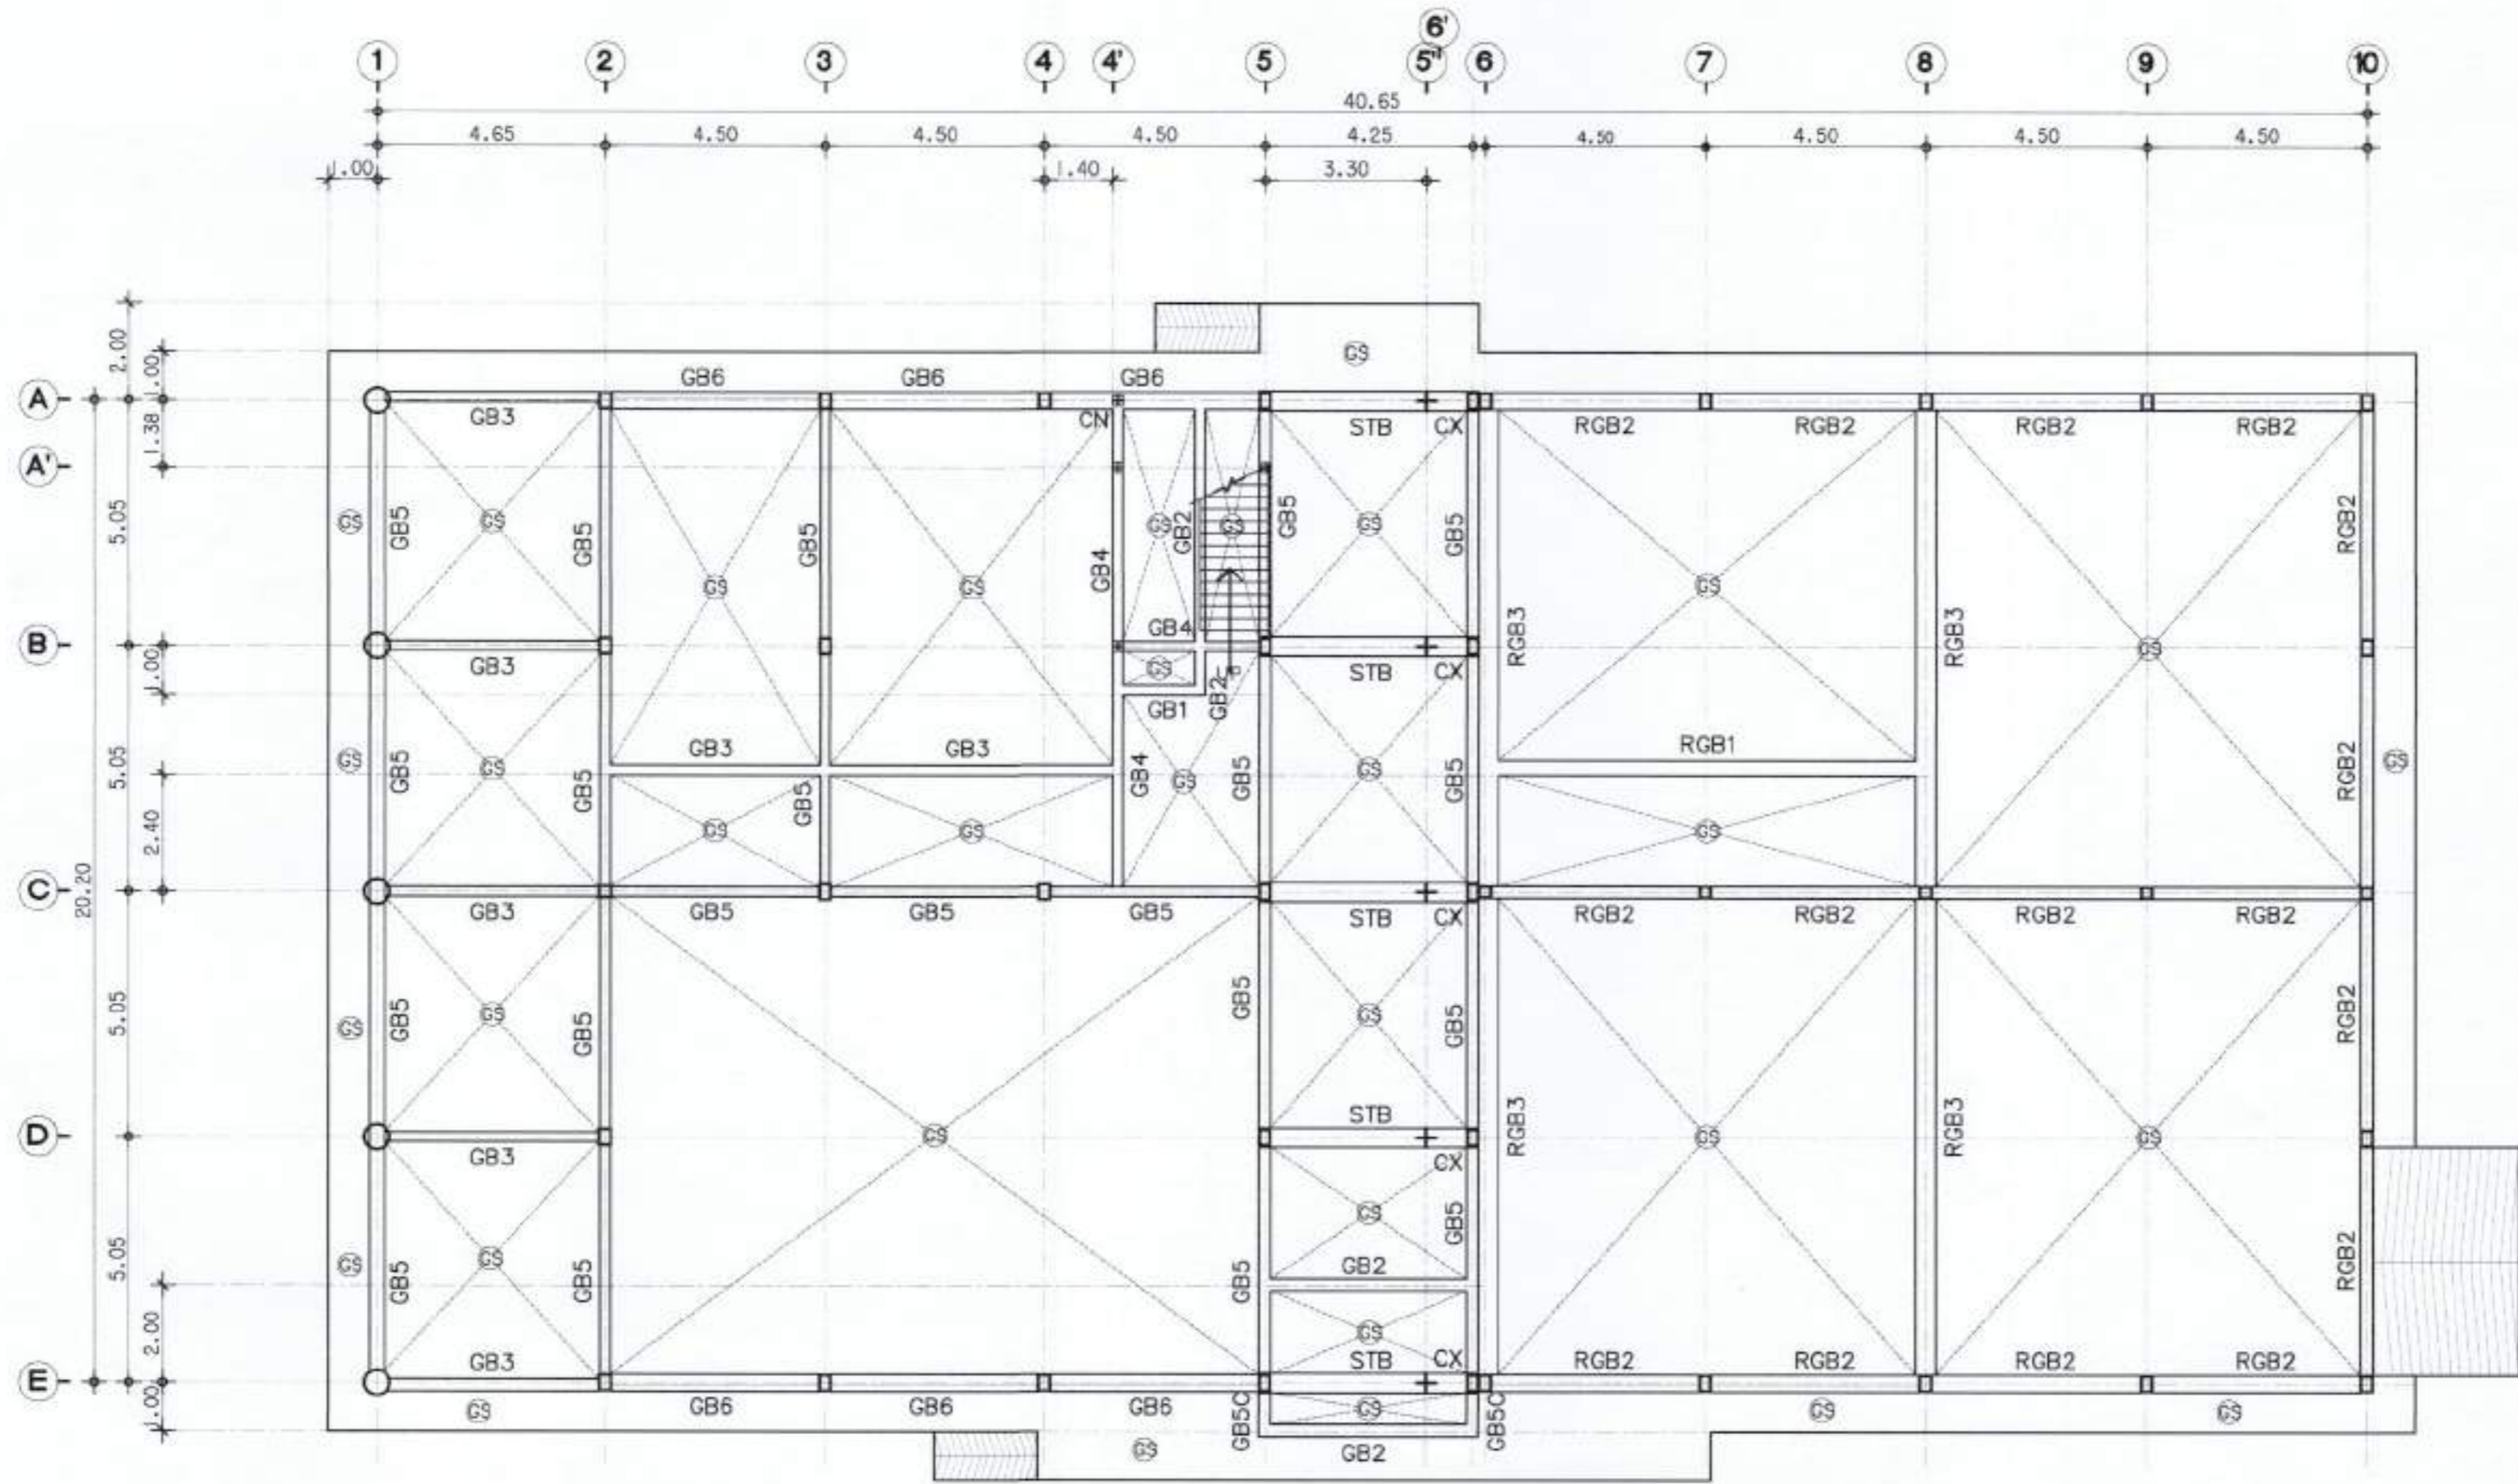 6'
1 2 3 4 4' 5 5" 6 7 8 9 10
40.65
4.65 4.50 4.50 4.50 4.25 4.50 4.50 4.50 4.50
1.00 1.40 3.30
2.00
1.00
GS
GB6 GB6 GB6
A
GB3 CN STB CX RGB2 RGB2 RGB2 RGB2
1.38
A'
5.05
GS GB5 GS GB5 GB5 GS GB2 GS GB5 GS GB5 RGB2
GB4
GS GS GS
RGB3 RGB3
GB4
B
GS
GB3 GS UP STB CX
1.00
GB1 GB2
GB3 GB3 RGB1
5.05
GS GB5 GS GB5 GB4 GS GB5 GS GB5 RGB2 GS
GB5
2.40
GS GS GS
20.20
C
GB3 GB5 GB5 GB5 STB CX RGB2 RGB2 RGB2 RGB2
5.05
GS GB5 GS GB5 GB5 GS GB5 RGB2
STB
D
GS RGB3 GS RGB3 GS
GB3 CX
GS GB5
5.05
GS GB5 GS GB5 GB5 GB2 RGB2
2.00
GS
GB3 STB CX RGB2 RGB2 RGB2 RGB2
E
1.00
GS GB6 GB6 GB6 GB5C GS GB5C GS GS
GS GB2